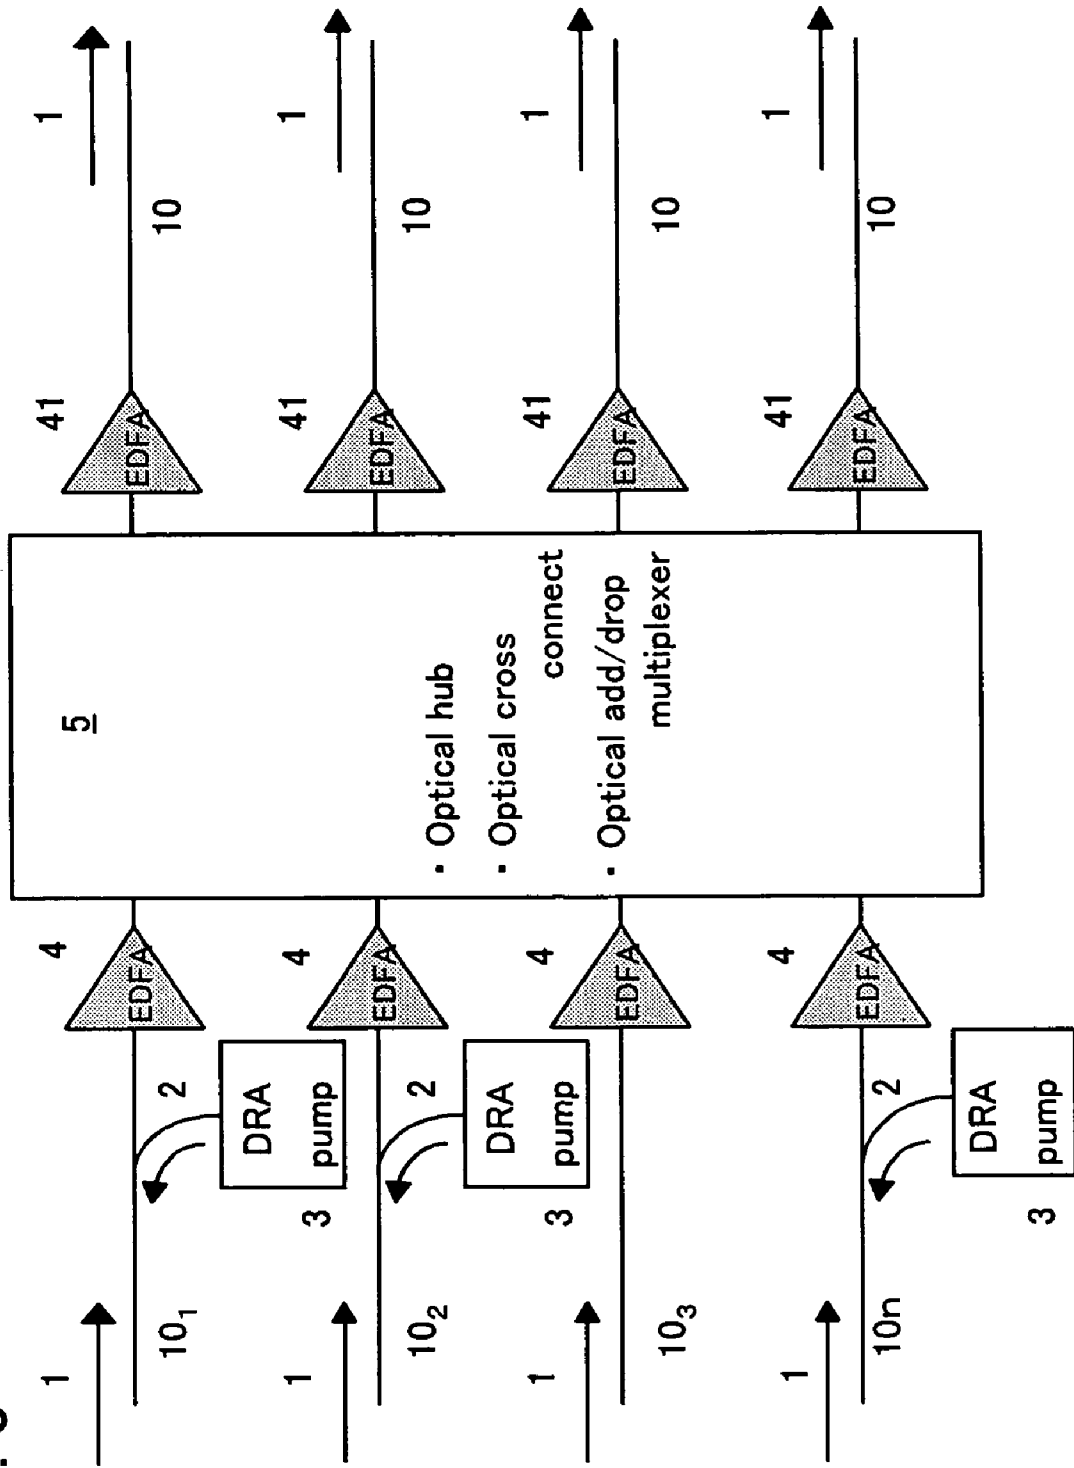 1
1
1
1
10
10
10
10
41
41
41
41
EDFA
EDFA
EDFA
EDFA
5
· Optical hub
· Optical cross
connect
· Optical add/drop
multiplexer
4
4
4
4
EDFA
EDFA
EDFA
EDFA
2
DRA
pump
3
2
DRA
pump
3
2
DRA
pump
3
1
10₁
1
10₂
1
10₃
1
10n